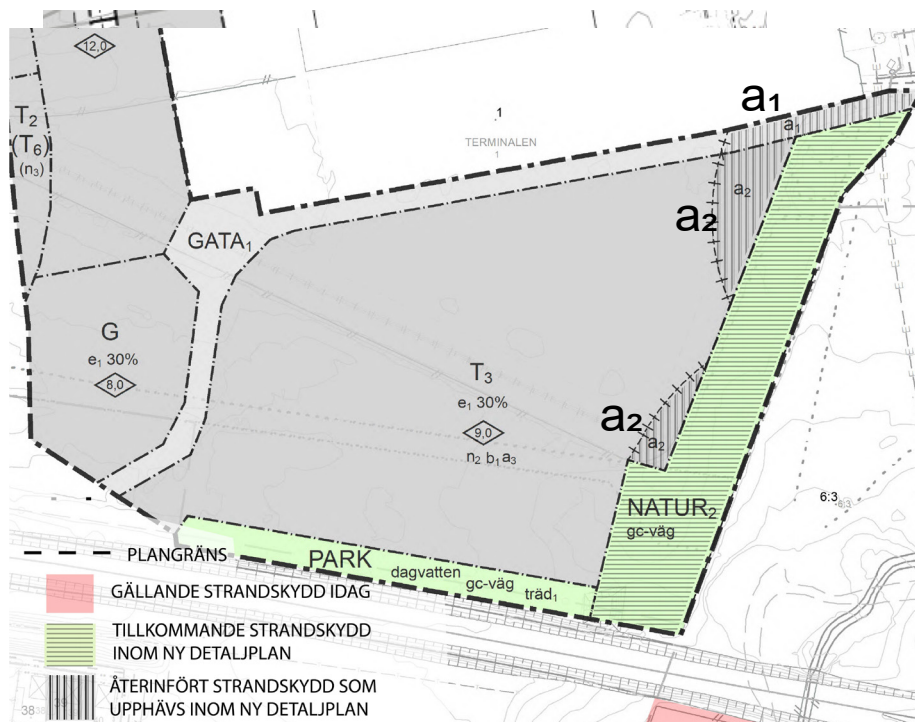 12,0
a₁
T₂
(T₆)
(n₃)
1
TERMINALEN
1
a₁
a₂
a₂
GATA₁
G
e₁ 30%
8,0
T₃
e₁ 30%
9,0
n₂ b₁ a₃
a₂
a₂
NATUR₂
gc-väg
6:3
6:3
PARK
dagvatten
gc-väg
träd₁
PLANGRÄNS
GÄLLANDE STRANDSKYDD IDAG
TILLKOMMANDE STRANDSKYDD
INOM NY DETALJPLAN
ÅTERINFÖRT STRANDSKYDD SOM
UPPHÄVS INOM NY DETALJPLAN
38